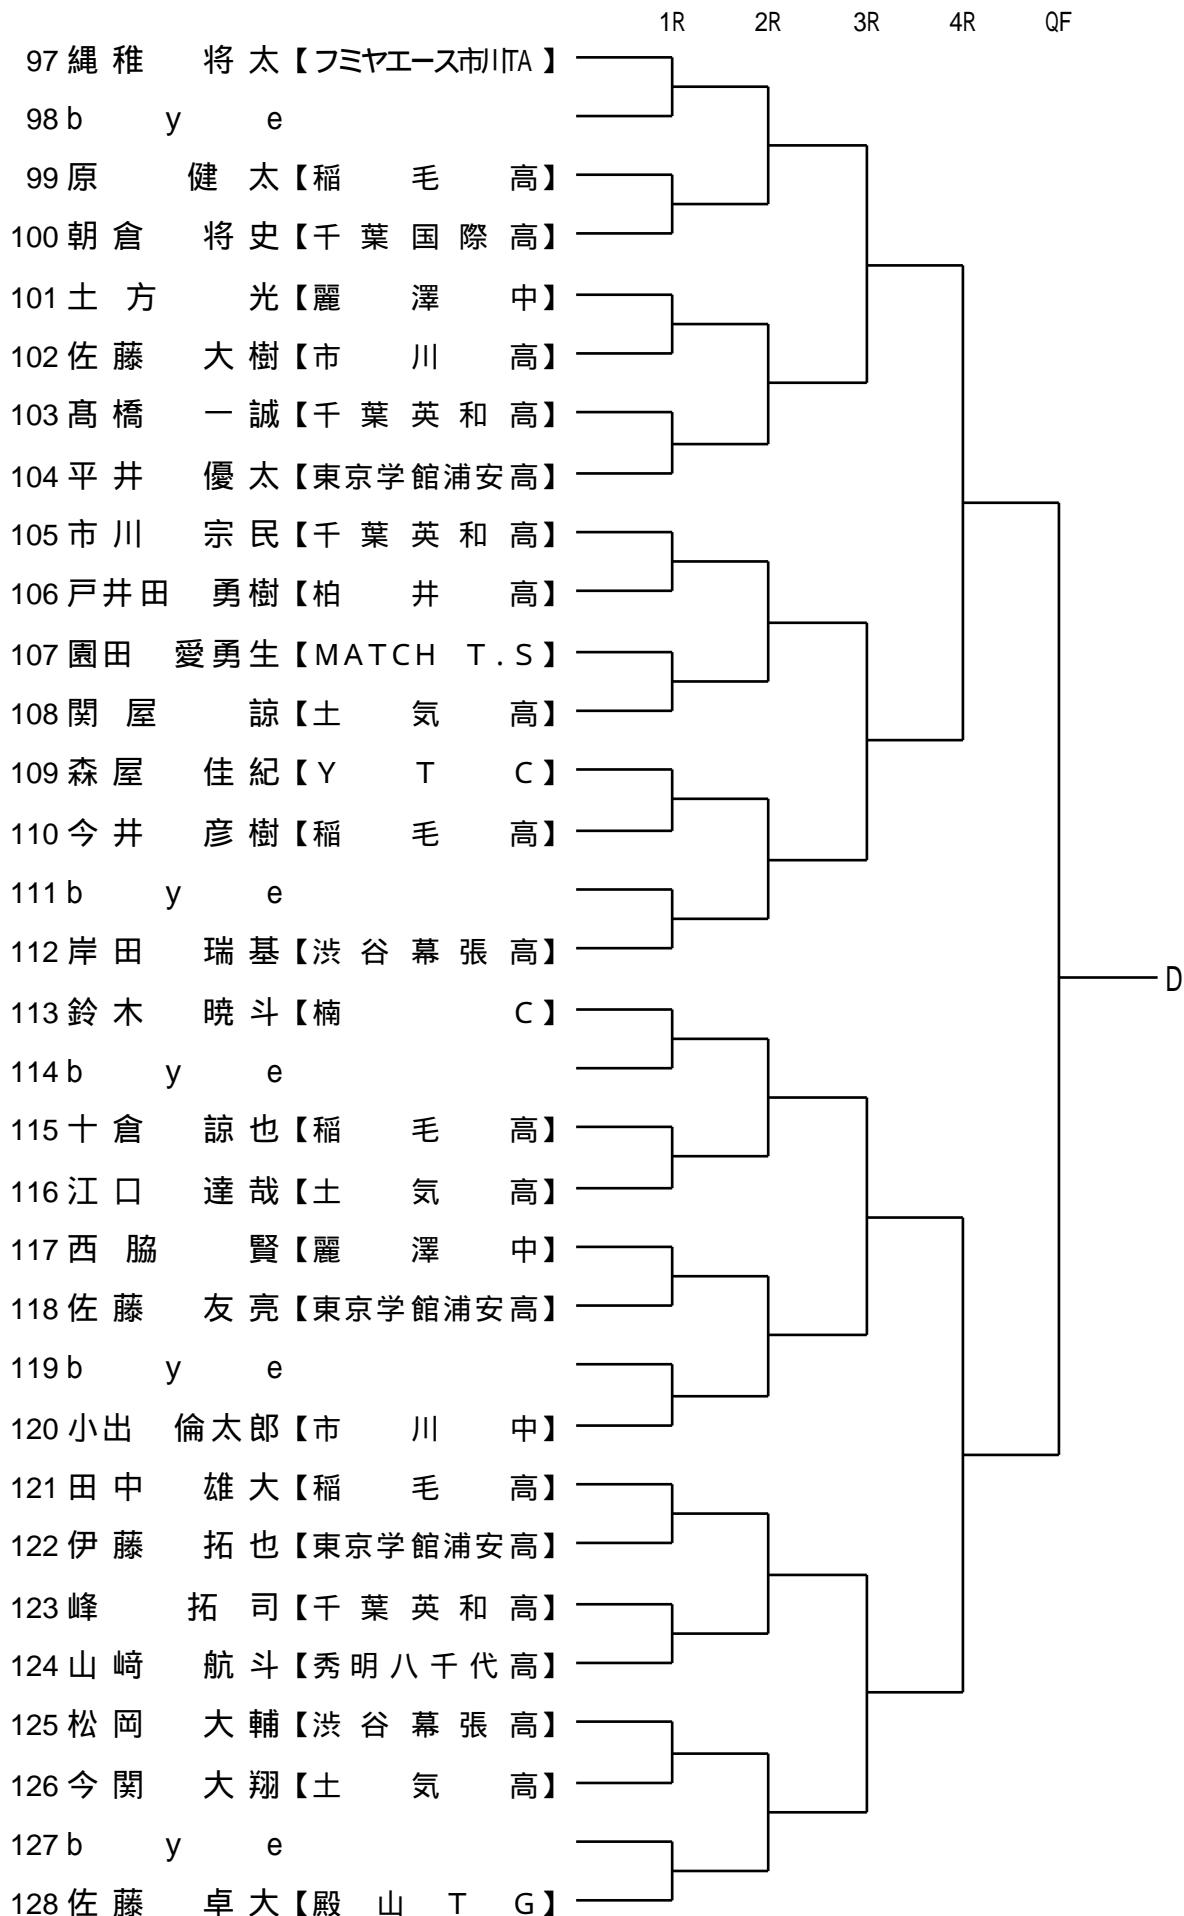 1R 2R 3R 4R QF
97 縄稚 将太【フミヤエース市川TA】
98 bye
99 原 健太【稲毛高】
100 朝倉 将史【千葉国際高】
101 土方 光【麗澤中】
102 佐藤 大樹【市川高】
103 髙橋 一誠【千葉英和高】
104 平井 優太【東京学館浦安高】
105 市川 宗民【千葉英和高】
106 戸井田 勇樹【柏井高】
107 園田 愛勇生【MATCH T.S】
108 関屋 諒【土気高】
109 森屋 佳紀【YTC】
110 今井 彦樹【稲毛高】
111 bye
112 岸田 瑞基【渋谷幕張高】
D
113 鈴木 暁斗【楠C】
114 bye
115 十倉 諒也【稲毛高】
116 江口 達哉【土気高】
117 西脇 賢【麗澤中】
118 佐藤 友亮【東京学館浦安高】
119 bye
120 小出 倫太郎【市川中】
121 田中 雄大【稲毛高】
122 伊藤 拓也【東京学館浦安高】
123 峰 拓司【千葉英和高】
124 山﨑 航斗【秀明八千代高】
125 松岡 大輔【渋谷幕張高】
126 今関 大翔【土気高】
127 bye
128 佐藤 卓大【殿山TG】